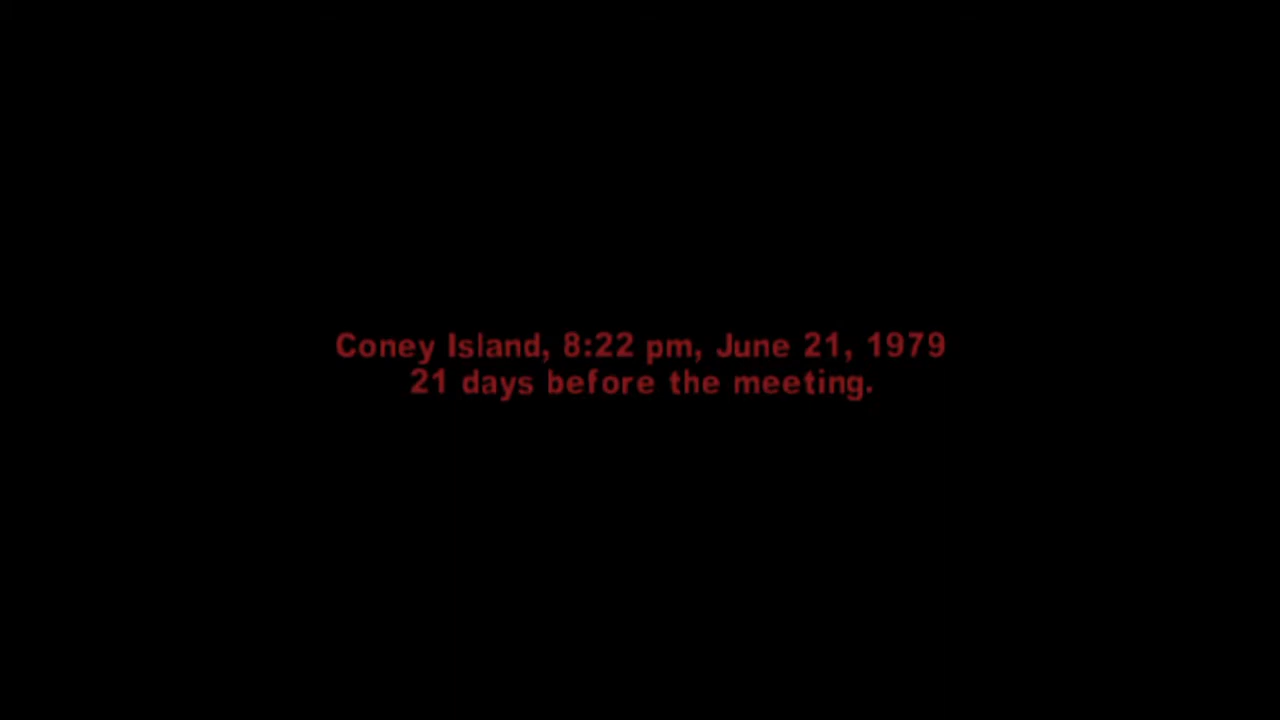 Coney Island, 8:22 pm, June 21, 1979
21 days before the meeting.